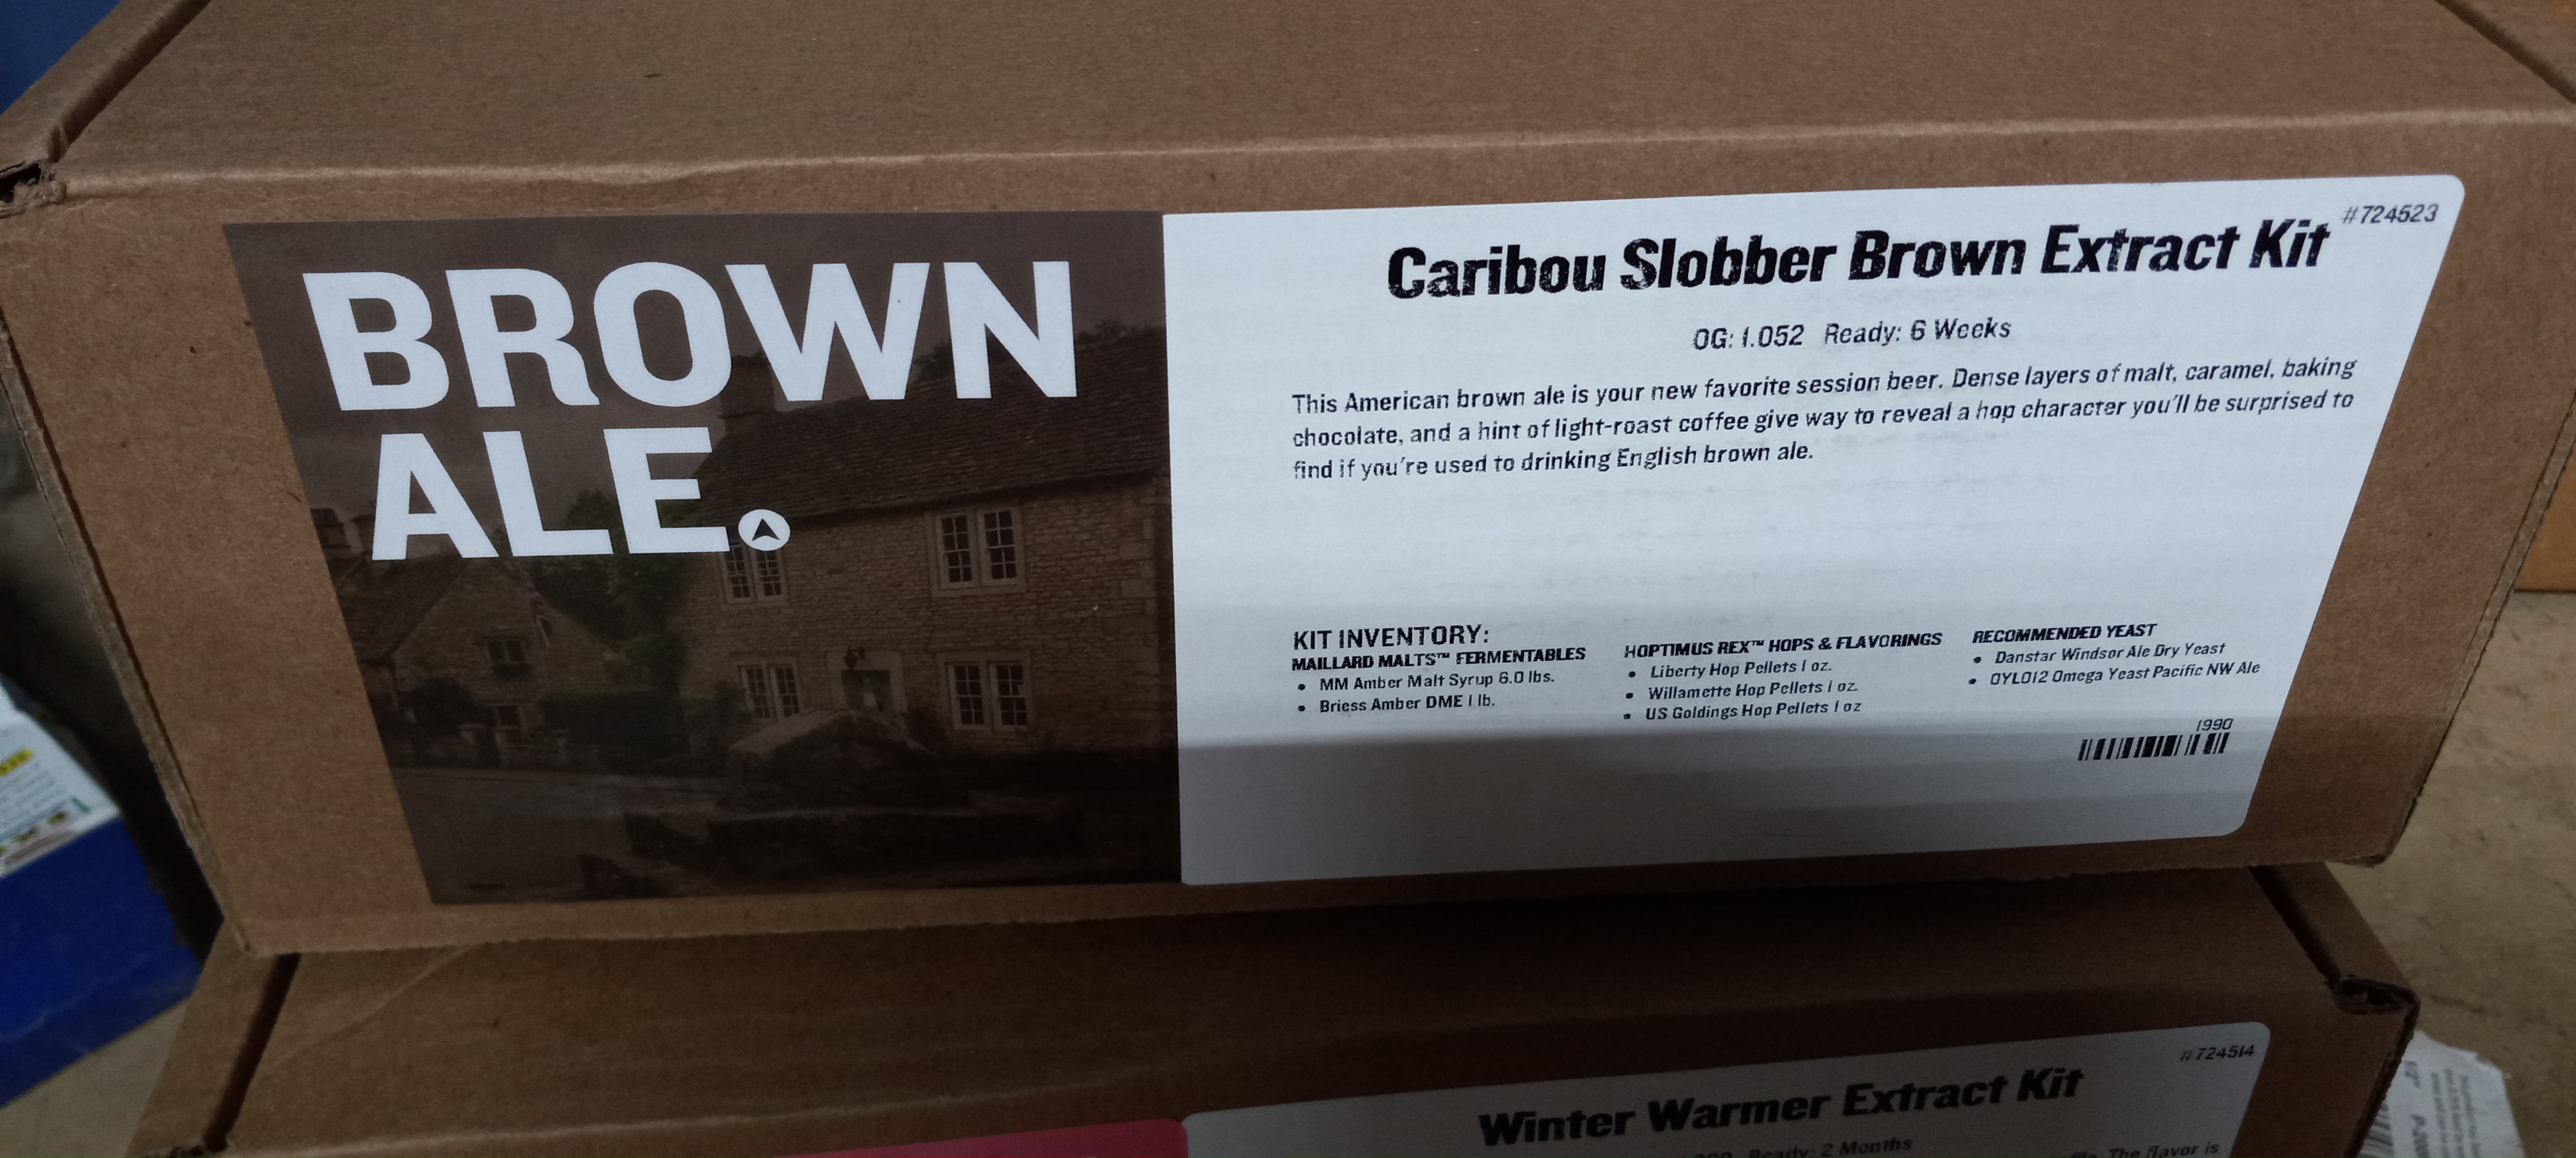 BROWN
ALE.
Caribou Slobber Brown Extract Kit
#724523
OG: 1.052 Ready: 6 Weeks
This American brown ale is your new favorite session beer. Dense layers of malt, caramel, baking
chocolate, and a hint of light-roast coffee give way to reveal a hop character you'll be surprised to
find if you're used to drinking English brown ale.
KIT INVENTORY:
MAILLARD MALTS™ FERMENTABLES
• MM Amber Malt Syrup 6.0 lbs.
• Briess Amber DME 1 lb.
HOPTIMUS REX™ HOPS & FLAVORINGS
• Liberty Hop Pellets 1 oz.
• Willamette Hop Pellets 1 oz.
• US Goldings Hop Pellets 1 oz
RECOMMENDED YEAST
• Danstar Windsor Ale Dry Yeast
• OYL012 Omega Yeast Pacific NW Ale
1990
#724514
Winter Warmer Extract Kit
Ready: 2 Months
The flavor is